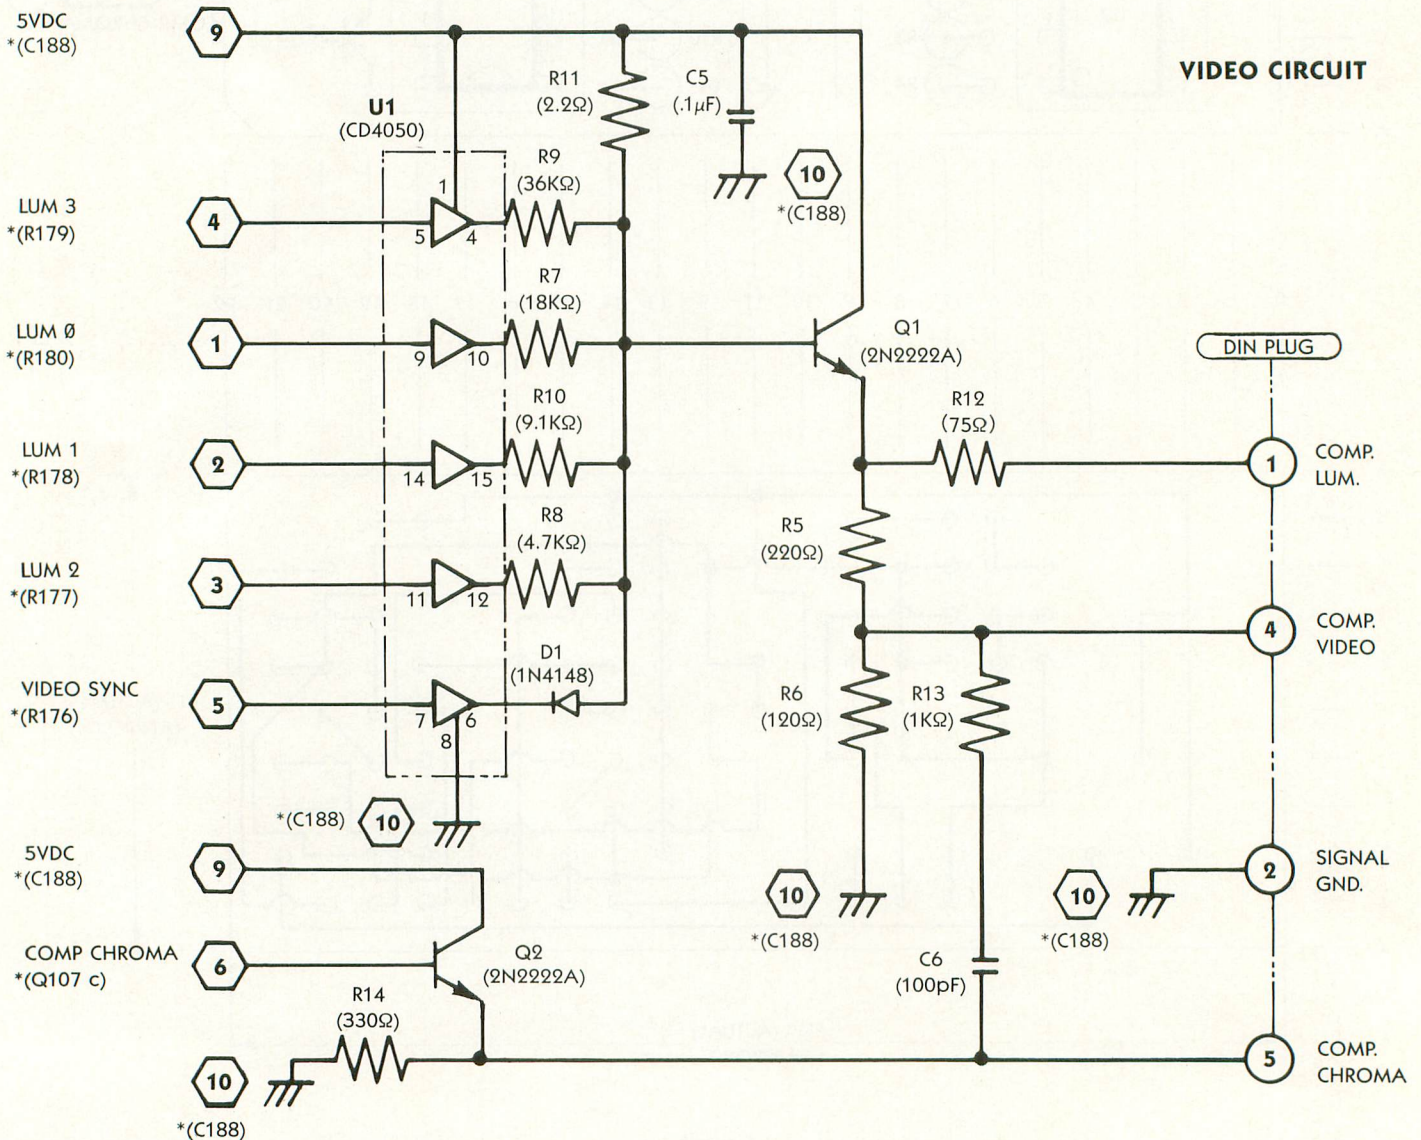 VIDEO CIRCUIT
5VDC
*(C188)
9
R11
(2.2Ω)
C5
(.1µF)
10
*(C188)
U1
(CD4050)
LUM 3
*(R179)
4
1
5
4
R9
(36KΩ)
LUM Ø
*(R180)
1
9
10
R7
(18KΩ)
Q1
(2N2222A)
DIN PLUG
LUM 1
*(R178)
2
14
15
R10
(9.1KΩ)
R12
(75Ω)
1
COMP.
LUM.
R5
(220Ω)
LUM 2
*(R177)
3
11
12
R8
(4.7KΩ)
4
COMP.
VIDEO
VIDEO SYNC
*(R176)
5
7
6
8
D1
(1N4148)
R6
(120Ω)
R13
(1KΩ)
*(C188)
10
5VDC
*(C188)
9
10
*(C188)
10
*(C188)
2
SIGNAL
GND.
COMP CHROMA
*(Q107 c)
6
Q2
(2N2222A)
C6
(100pF)
R14
(330Ω)
10
*(C188)
5
COMP.
CHROMA